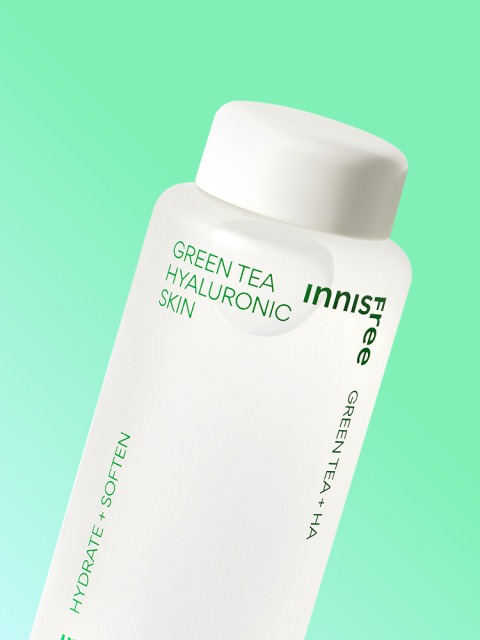 GREEN TEA
HYALURONIC
SKIN
INNISFree
GREEN TEA + HA
HYDRATE + SOFTEN